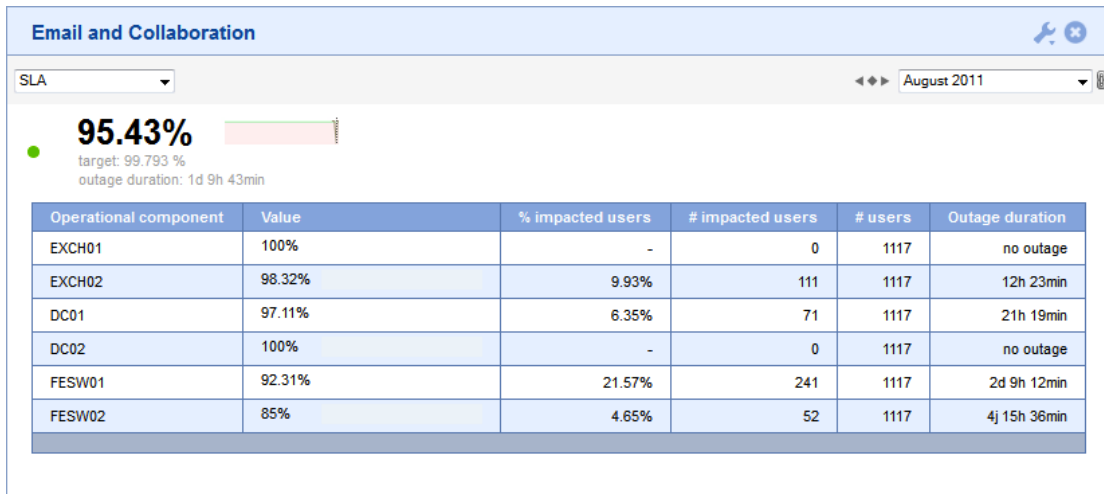 Email and Collaboration
SLA
August 2011
95.43%
target: 99.793 %
outage duration: 1d 9h 43min
Operational component Value % impacted users # impacted users # users Outage duration
EXCH01 100% - 0 1117 no outage
EXCH02 98.32% 9.93% 111 1117 12h 23min
DC01 97.11% 6.35% 71 1117 21h 19min
DC02 100% - 0 1117 no outage
FESW01 92.31% 21.57% 241 1117 2d 9h 12min
FESW02 85% 4.65% 52 1117 4j 15h 36min